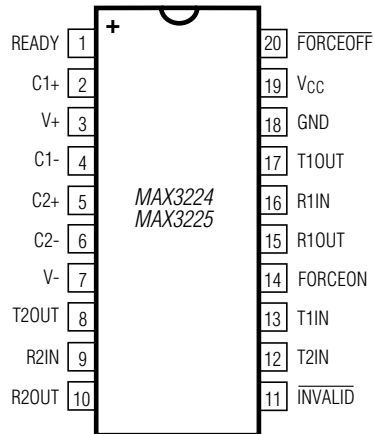 +
READY 1 20 FORCEOFF
C1+ 2 19 VCC
V+ 3 18 GND
C1- 4 17 T1OUT
C2+ 5 16 R1IN
C2- 6 15 R1OUT
V- 7 14 FORCEON
T2OUT 8 13 T1IN
R2IN 9 12 T2IN
R2OUT 10 11 INVALID
MAX3224
MAX3225